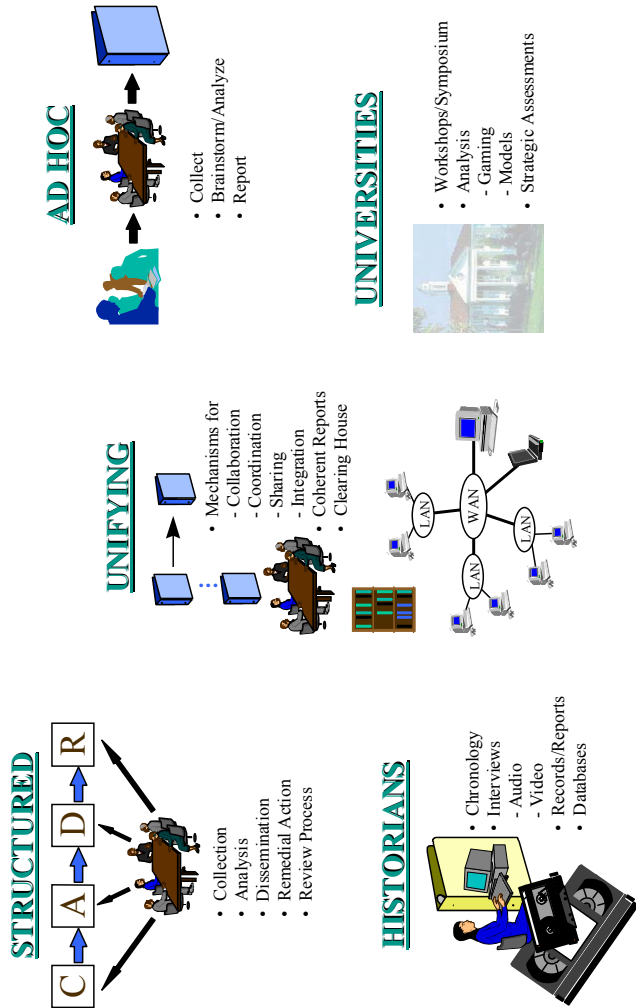 STRUCTURED
C A D R
• Collection
• Analysis
• Dissemination
• Remedial Action
• Review Process
UNIFYING
• Mechanisms for
- Collaboration
- Coordination
- Sharing
- Integration
• Coherent Reports
• Clearing House
AD HOC
• Collect
• Brainstorm/Analyze
• Report
HISTORIANS
• Chronology
• Interviews
- Audio
- Video
• Records/Reports
• Databases
LAN
LAN
WAN
LAN
UNIVERSITIES
• Workshops/Symposium
• Analysis
- Gaming
- Models
• Strategic Assessments